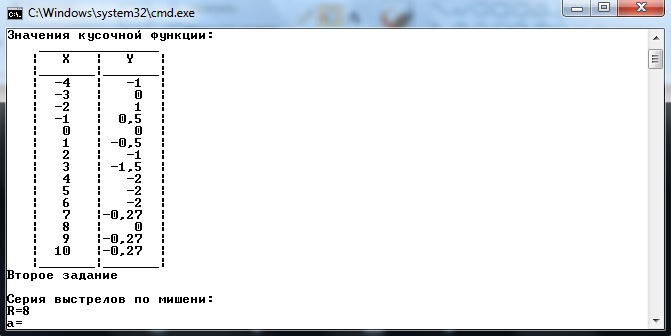 C:\Windows\system32\cmd.exe
Значения кусочной функции:
X Y
-4 -1
-3 0
-2 1
-1 0,5
0 0
1 -0,5
2 -1
3 -1,5
4 -2
5 -2
6 -2
7 -0,27
8 0
9 -0,27
10 -0,27
Второе задание
Серия выстрелов по мишени:
R=8
a=